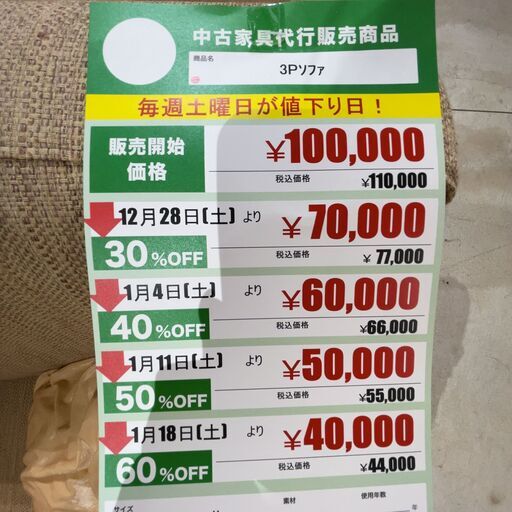 中古家具代行販売商品
商品名
3Pソファ
毎週土曜日が値下り日！
販売開始
価格
¥100,000
税込価格 ¥110,000
12月28日(土) より ¥70,000
30%OFF 税込価格 ¥77,000
1月4日(土) より ¥60,000
40%OFF 税込価格 ¥66,000
1月11日(土) より ¥50,000
50%OFF 税込価格 ¥55,000
1月18日(土) より ¥40,000
60%OFF 税込価格 ¥44,000
サイズ 素材 使用年数
年